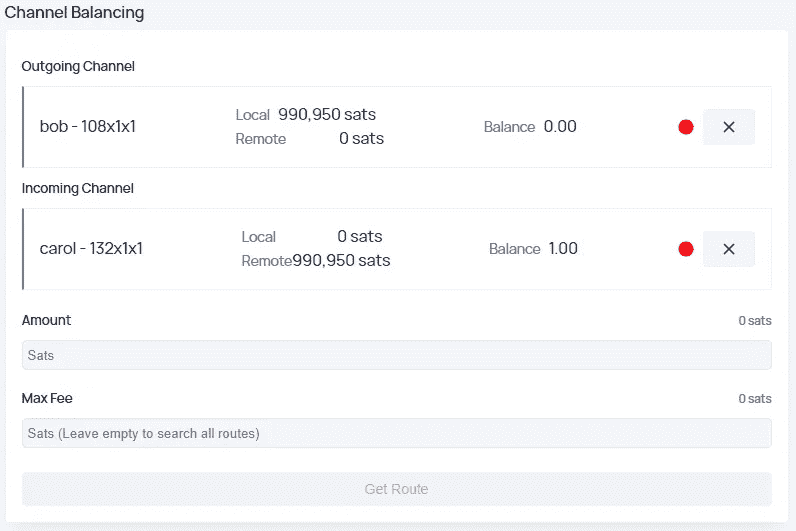 Channel Balancing
Outgoing Channel
bob - 108x1x1
Local 990,950 sats
Remote 0 sats
Balance 0.00
Incoming Channel
carol - 132x1x1
Local 0 sats
Remote 990,950 sats
Balance 1.00
Amount 0 sats
Sats
Max Fee 0 sats
Sats (Leave empty to search all routes)
Get Route